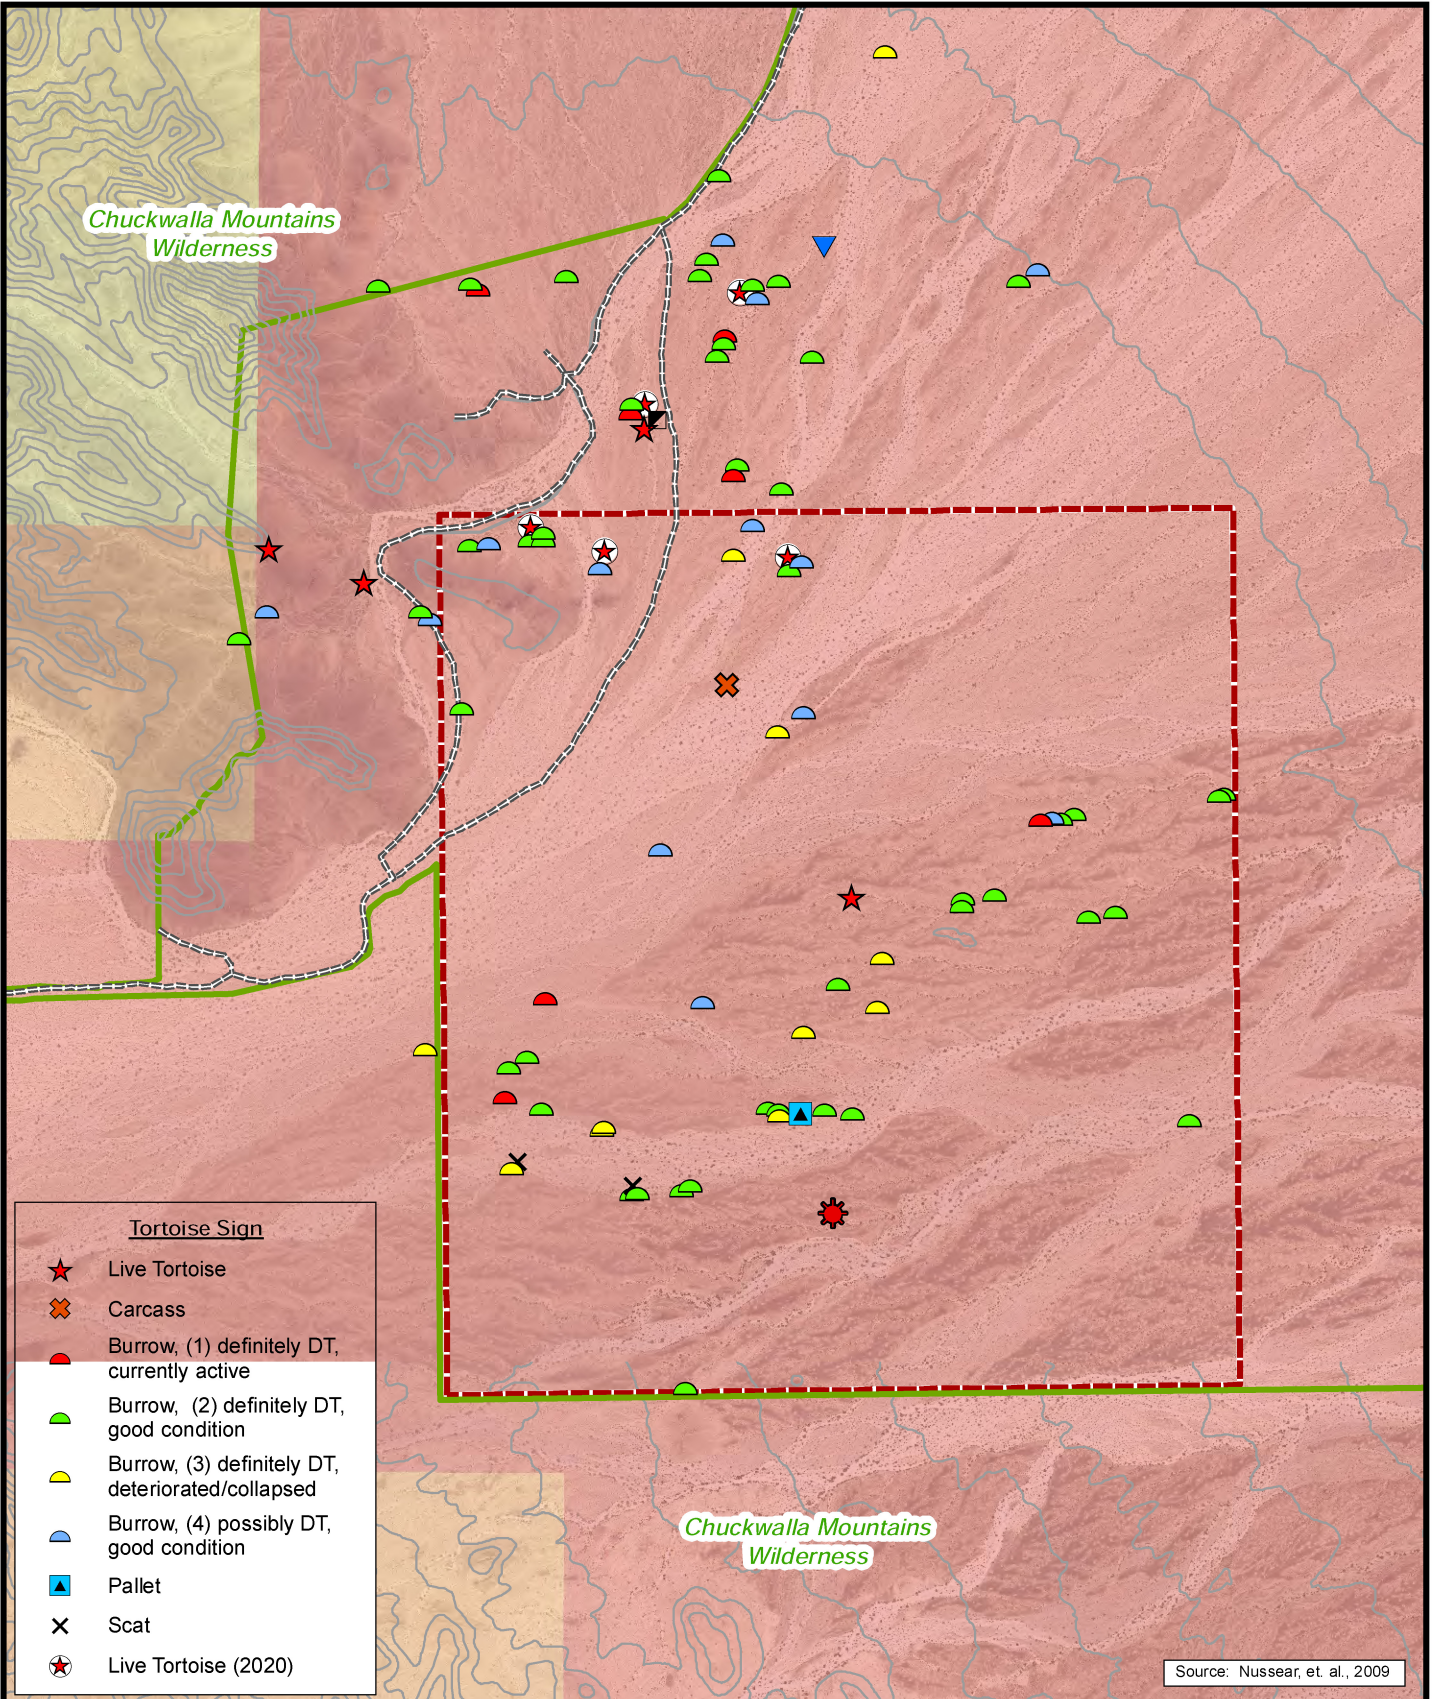 Chuckwalla Mountains
Wilderness
Tortoise Sign
Live Tortoise
Carcass
Burrow, (1) definitely DT,
currently active
Burrow,  (2) definitely DT,
good condition
Burrow, (3) definitely DT,
deteriorated/collapsed
Burrow, (4) possibly DT,
good condition
Pallet
Scat
Live Tortoise (2020)
Chuckwalla Mountains
Wilderness
Source:  Nussear, et. al., 2009